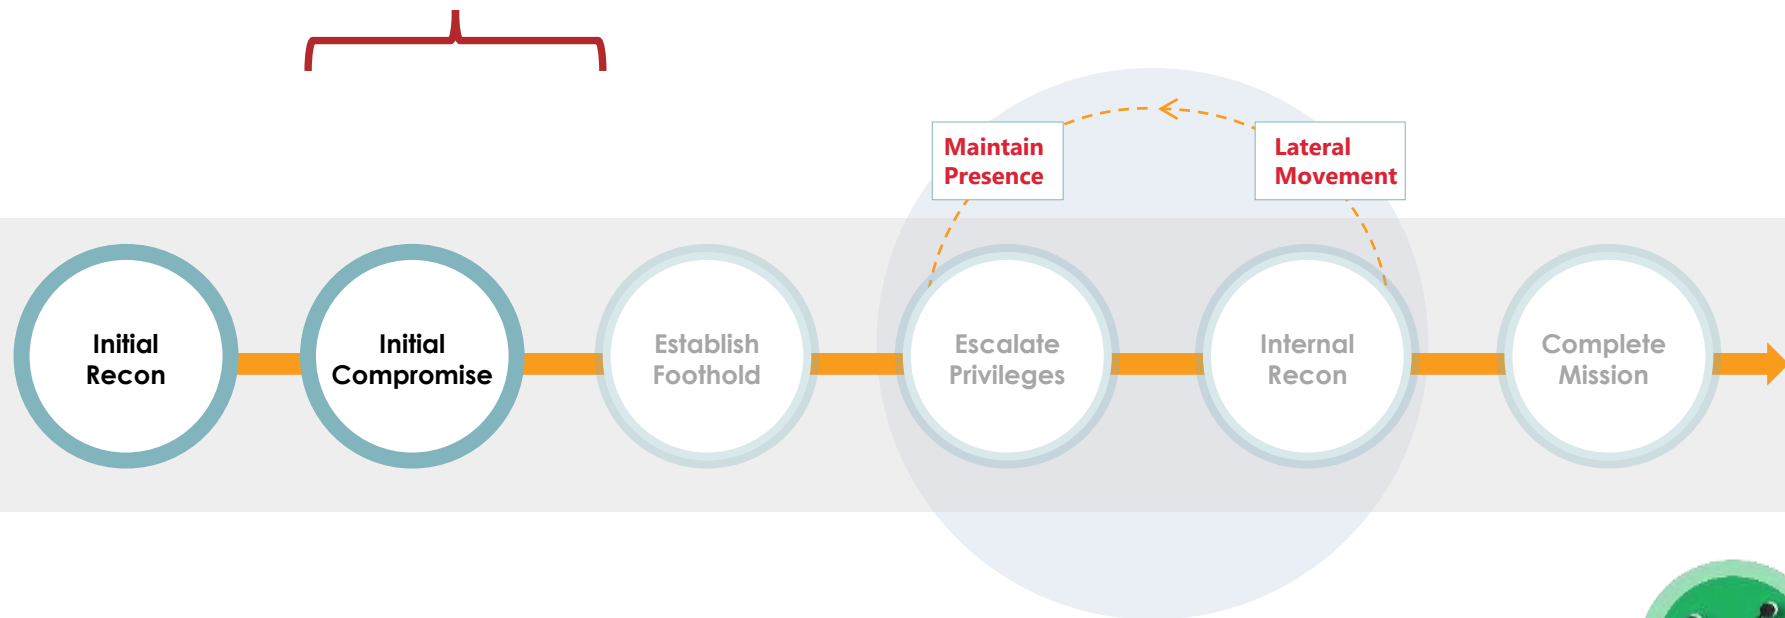 Maintain
Presence
Lateral
Movement
Initial
Recon
Initial
Compromise
Establish
Foothold
Escalate
Privileges
Internal
Recon
Complete
Mission